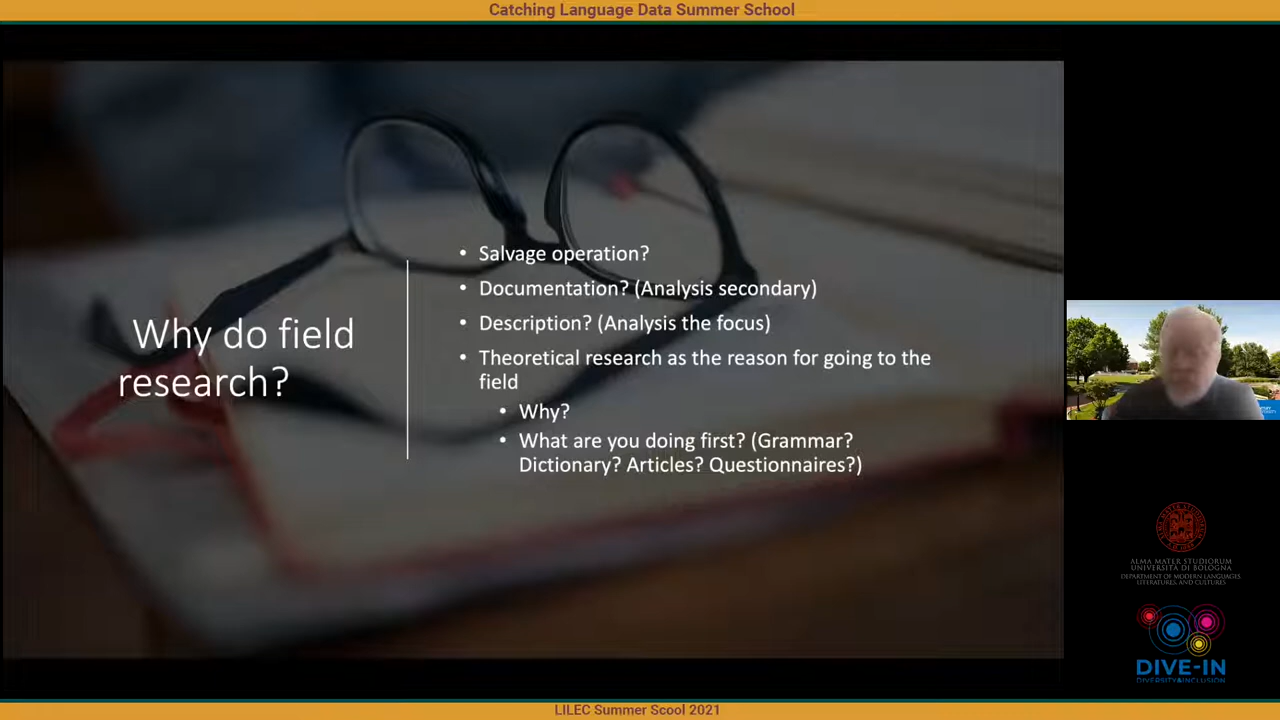 Catching Language Data Summer School
Why do field
research?
• Salvage operation?
• Documentation? (Analysis secondary)
• Description? (Analysis the focus)
• Theoretical research as the reason for going to the
field
• Why?
• What are you doing first? (Grammar?
Dictionary? Articles? Questionnaires?)
ALMA MATER STUDIORUM
UNIVERSITÀ DI BOLOGNA
DEPARTMENT OF MODERN LANGUAGES,
LITERATURES, AND CULTURES
DIVE-IN
DIVERSITY&INCLUSION
LILEC Summer Scool 2021